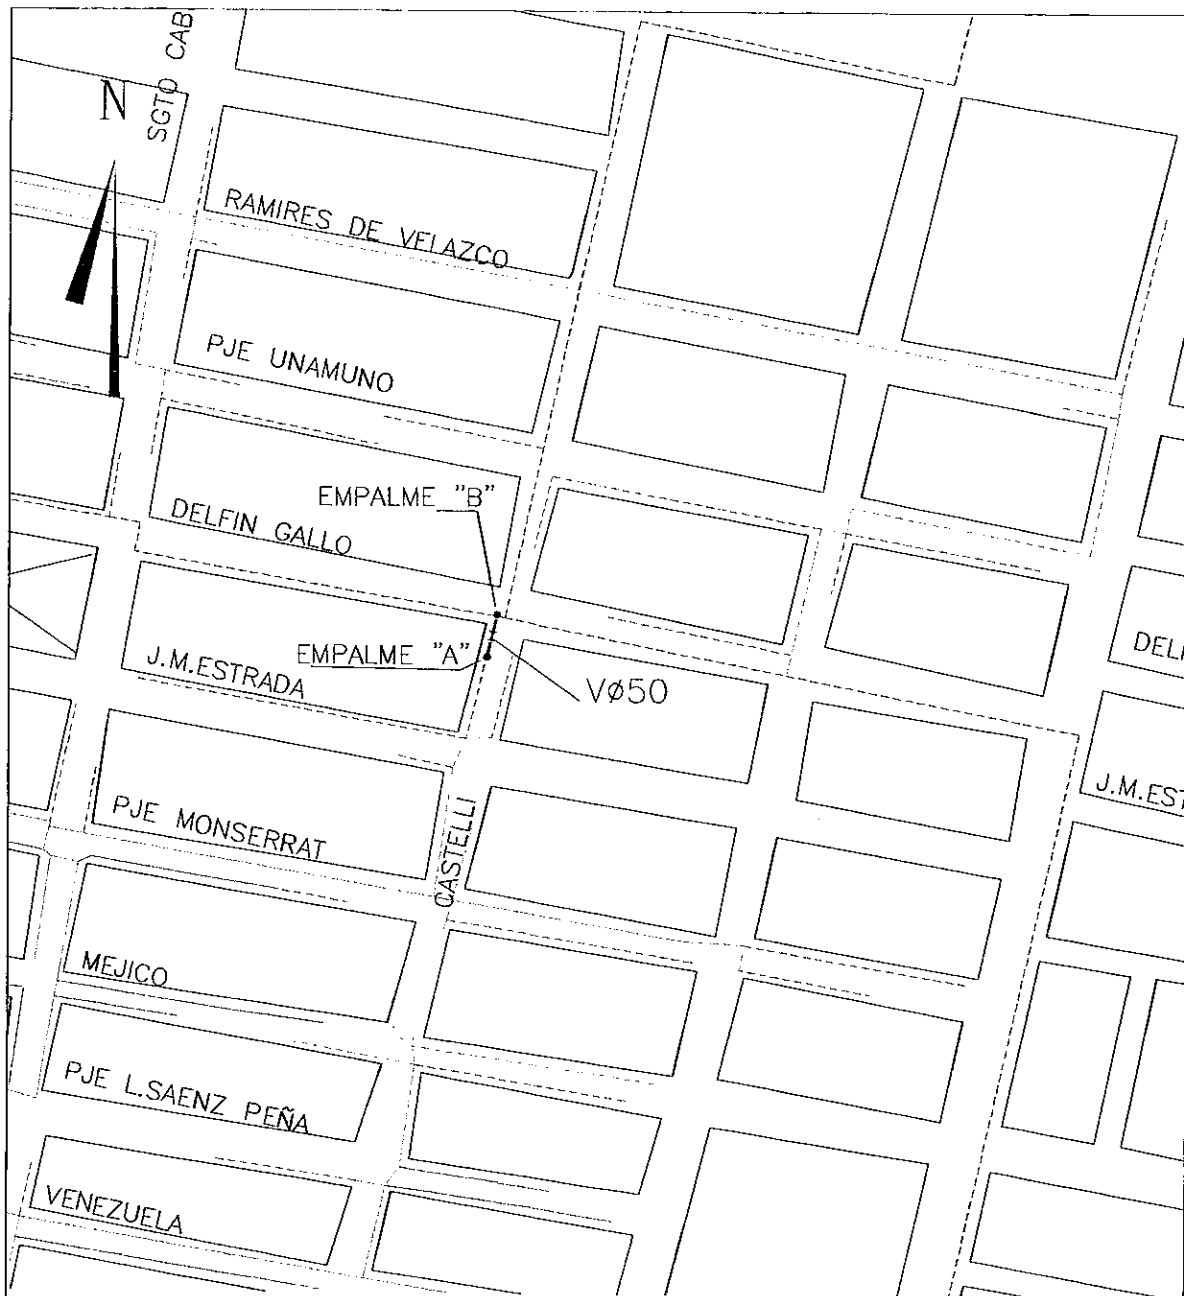 SGTO CAB
N
RAMIRES DE VELAZCO
PJE UNAMUNO
EMPALME "B"
DELFIN GALLO
EMPALME "A"
J.M.ESTRADA
VØ50
DELF
J.M.EST
PJE MONSERRAT
CASTELLI
MEJICO
PJE L.SAENZ PEÑA
VENEZUELA